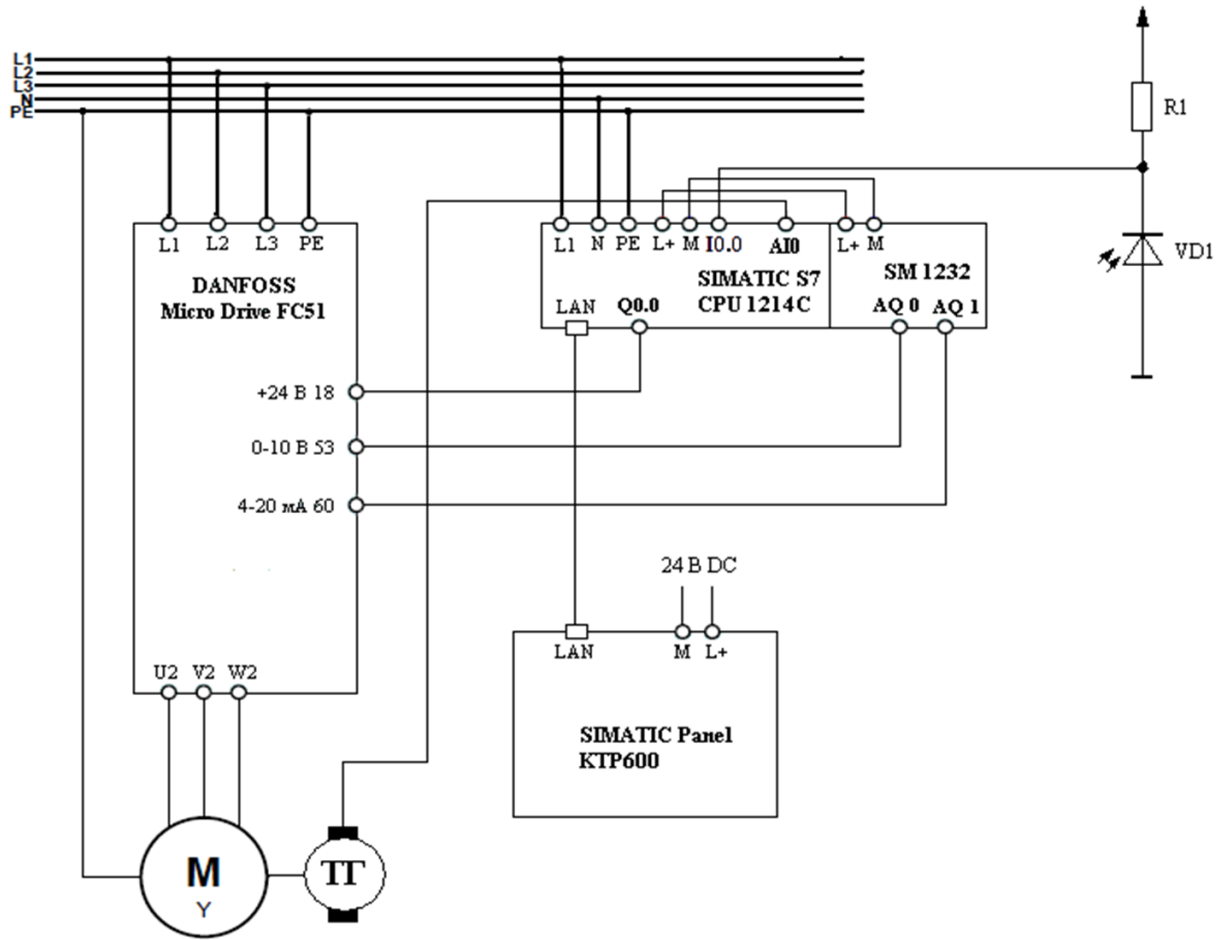 L1
L2
L3
N
PE
R1
VD1
L1 L2 L3 PE
DANFOSS
Micro Drive FC51
+24 В 18
0-10 В 53
4-20 мА 60
U2 V2 W2
M
Y
ТГ
L1 N PE L+ M I0.0 AI0
SIMATIC S7
CPU 1214C
LAN Q0.0
L+ M
SM 1232
AQ 0 AQ 1
24 В DC
LAN M L+
SIMATIC Panel
KTP600